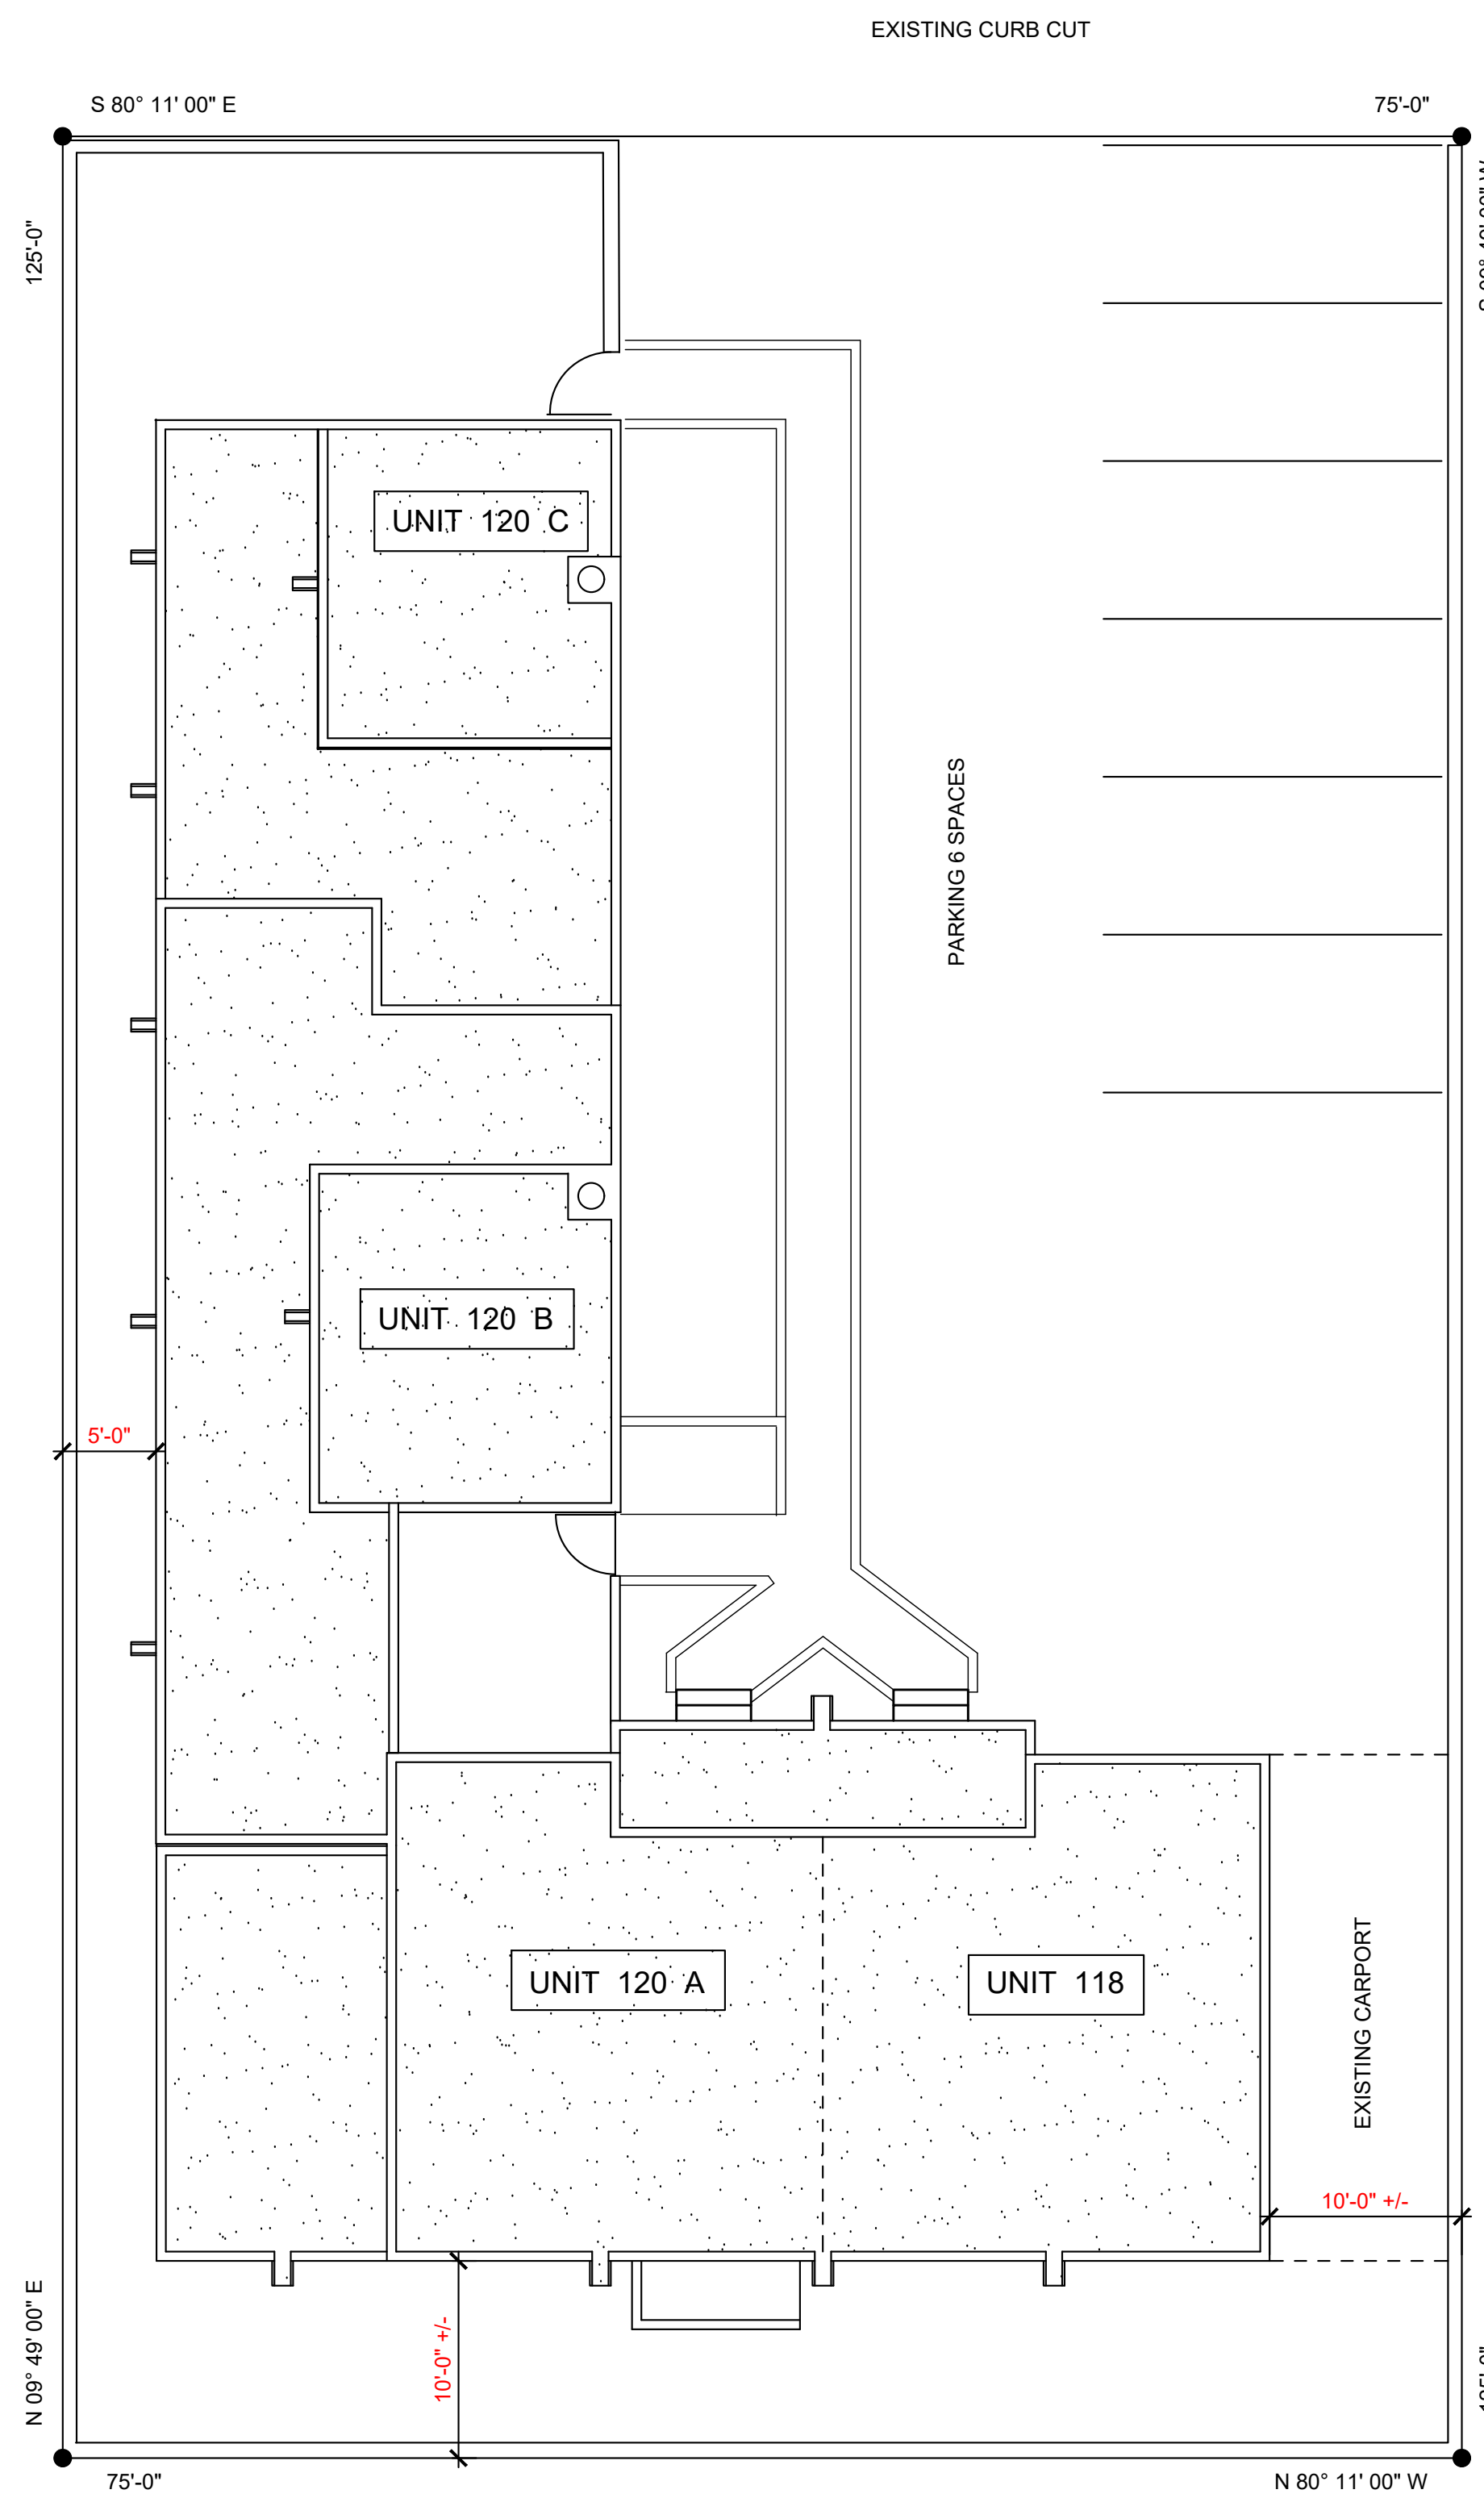 EXISTING CURB CUT
S 80° 11' 00" E
75'-0"
125'-0"
UNIT 120 C
PARKING 6 SPACES
UNIT 120 B
5'-0"
UNIT 120 A
UNIT 118
EXISTING CARPORT
10'-0" +/-
N 09° 49' 00" E
10'-0" +/-
75'-0"
N 80° 11' 00" W